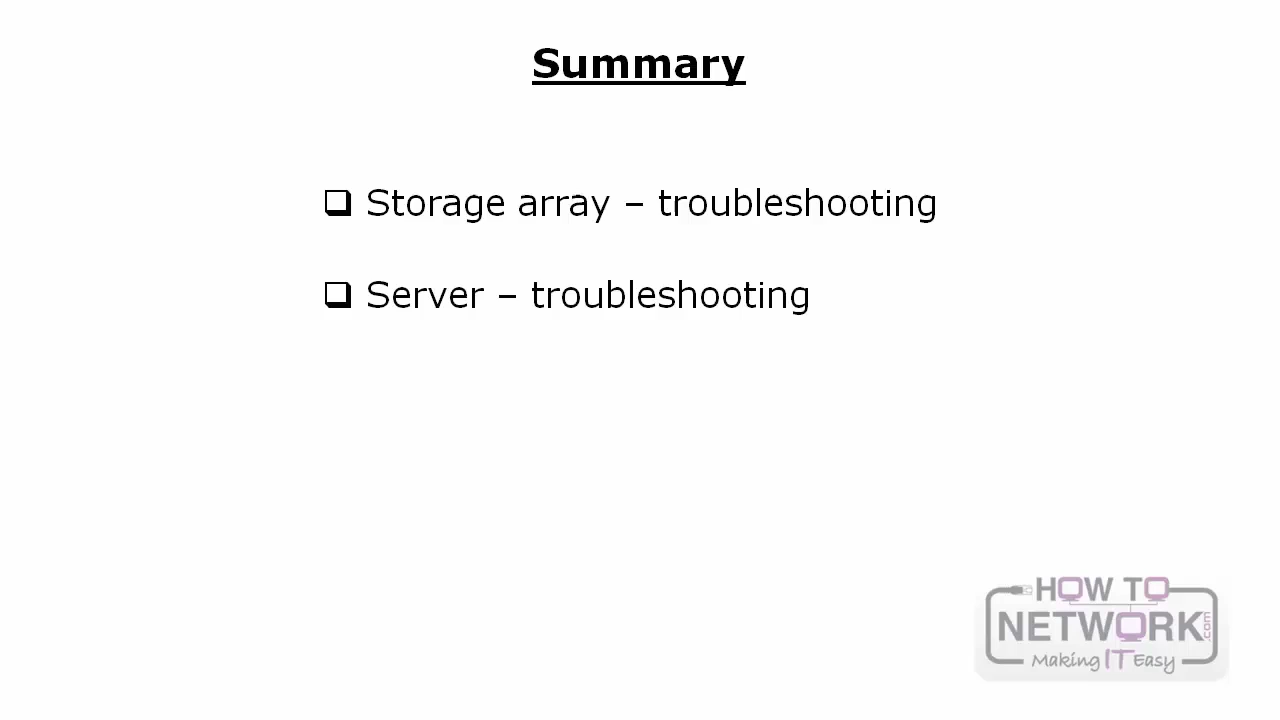 Summary
❑ Storage array – troubleshooting
❑ Server – troubleshooting
HOW TO
NETWORK.com
Making IT Easy